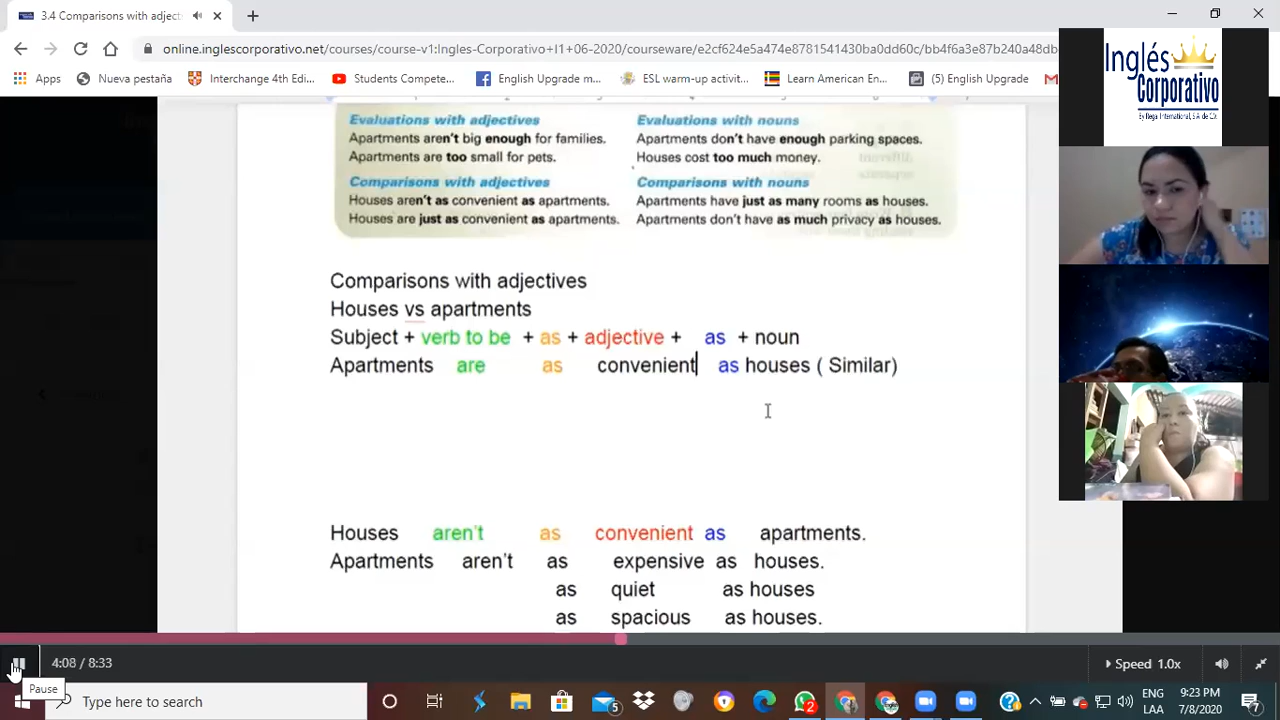 3.4 Comparisons with adjecti
online.inglescorporativo.net/courses/course-v1:Ingles-Corporativo+I1+06-2020/courseware/e2cf624e5a474e8781541430ba0dd60c/bb4f6a3e87b240a48db
Apps Nueva pestaña Interchange 4th Edi... Students Compete... English Upgrade m... ESL warm-up activit... Learn American En... (5) English Upgrade
Inglés
Corporativo
By Regal International, S.A. de C.V.
Evaluations with adjectives
Apartments aren't big enough for families.
Apartments are too small for pets.
Comparisons with adjectives
Houses aren't as convenient as apartments.
Houses are just as convenient as apartments.
Evaluations with nouns
Apartments don't have enough parking spaces.
Houses cost too much money.
Comparisons with nouns
Apartments have just as many rooms as houses.
Apartments don't have as much privacy as houses.
Comparisons with adjectives
Houses vs apartments
Subject + verb to be + as + adjective + as + noun
Apartments are as convenient as houses ( Similar)
Houses aren't as convenient as apartments.
Apartments aren't as expensive as houses.
as quiet as houses
as spacious as houses.
4:08 / 8:33
Speed 1.0x
Pause
Type here to search
5
2
ENG
LAA
9:23 PM
7/8/2020
7